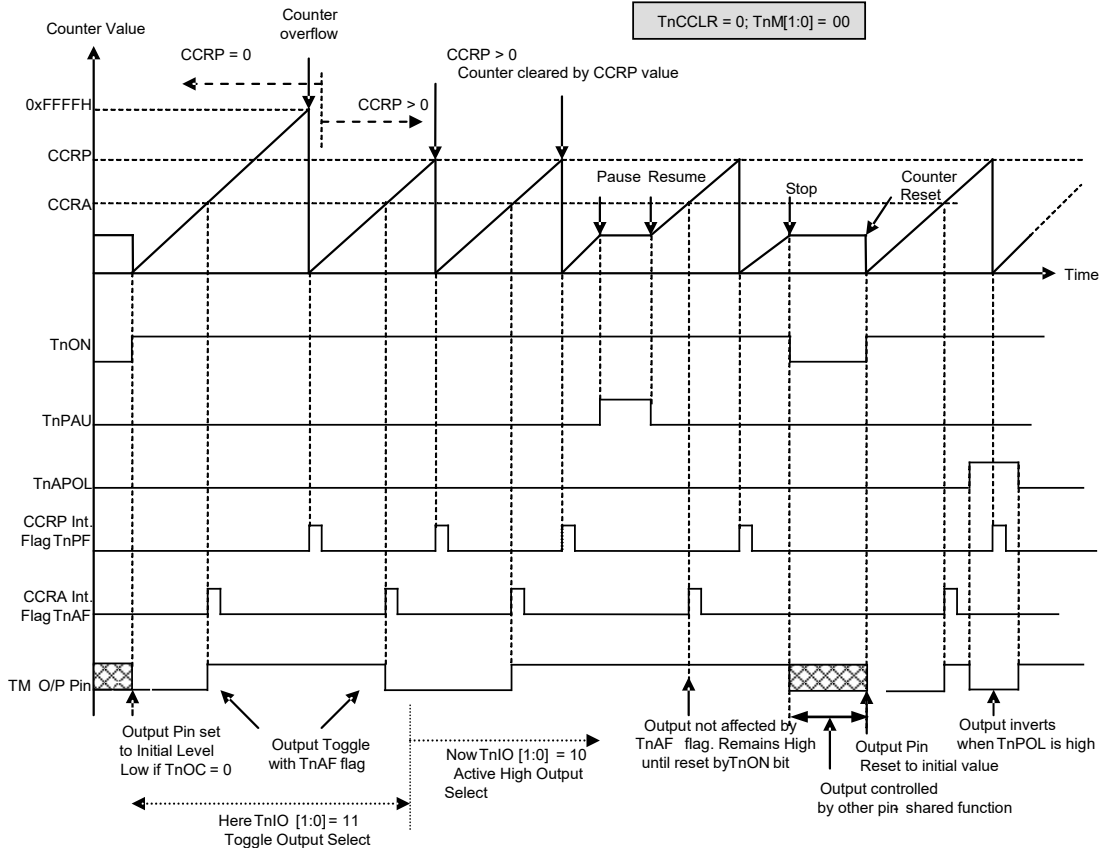 TnCCLR = 0; TnM[1:0] = 00
Counter Value
Counter
overflow
CCRP = 0
CCRP > 0
Counter cleared by CCRP value
0xFFFFH
CCRP > 0
CCRP
CCRA
Pause Resume
Stop
Counter
Reset
Time
TnON
TnPAU
TnAPOL
CCRP Int.
Flag TnPF
CCRA Int.
Flag TnAF
TM O/P Pin
Output Pin set
to Initial Level
Low if TnOC = 0
Output Toggle
with TnAF flag
Now TnIO [1:0] = 10
Active High Output
Select
Output not affected by
TnAF flag. Remains High
until reset by TnON bit
Output Pin
Reset to initial value
Output inverts
when TnPOL is high
Output controlled
by other pin- shared function
Here TnIO [1:0] = 11
Toggle Output Select